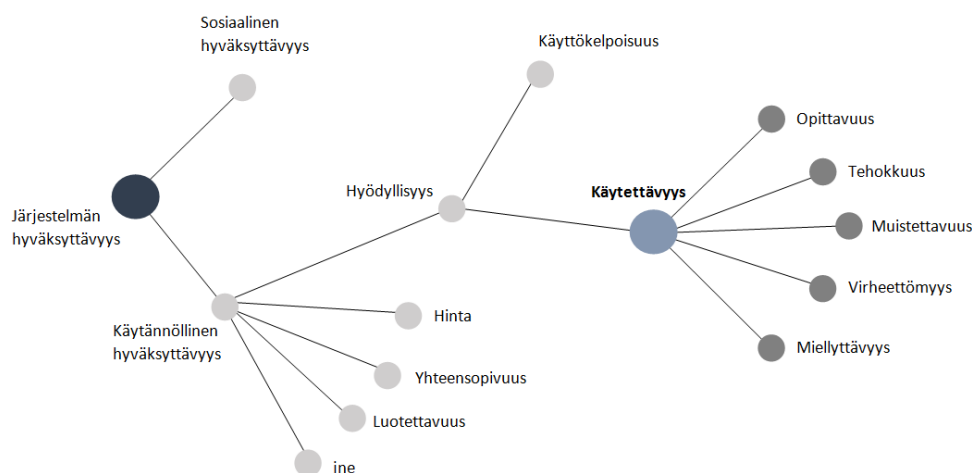 Sosiaalinen
hyväksyttävyys
Käyttökelpoisuus
Opittavuus
Tehokkuus
Hyödyllisyys
Käytettävyys
Järjestelmän
hyväksyttävyys
Muistettavuus
Virheettömyys
Hinta
Käytännöllinen
hyväksyttävyys
Miellyttävyys
Yhteensopivuus
Luotettavuus
ine